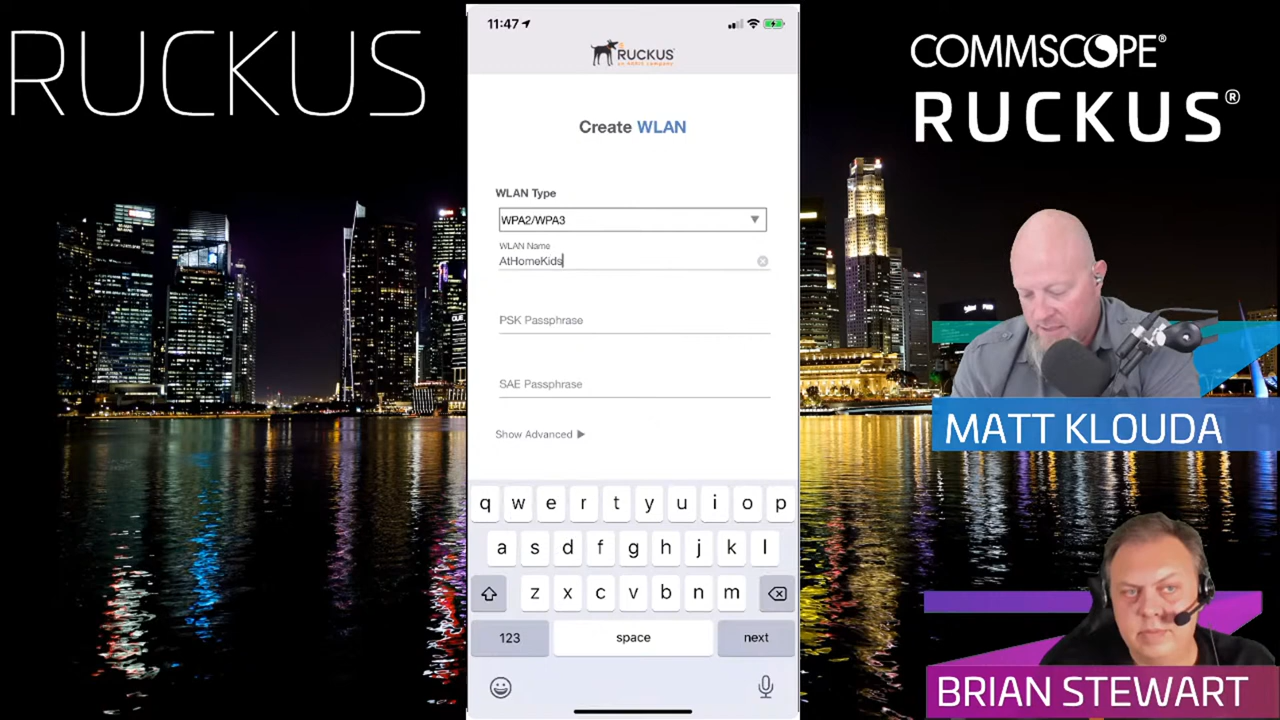 RUCKUS
COMMSCOPE®
RUCKUS®
11:47
RUCKUS
Create WLAN
WLAN Type
WPA2/WPA3
WLAN Name
AtHomeKids
PSK Passphrase
SAE Passphrase
Show Advanced
q w e r t y u i o p
a s d f g h j k l
z x c v b n m
123 space next
MATT KLOUDA
BRIAN STEWART